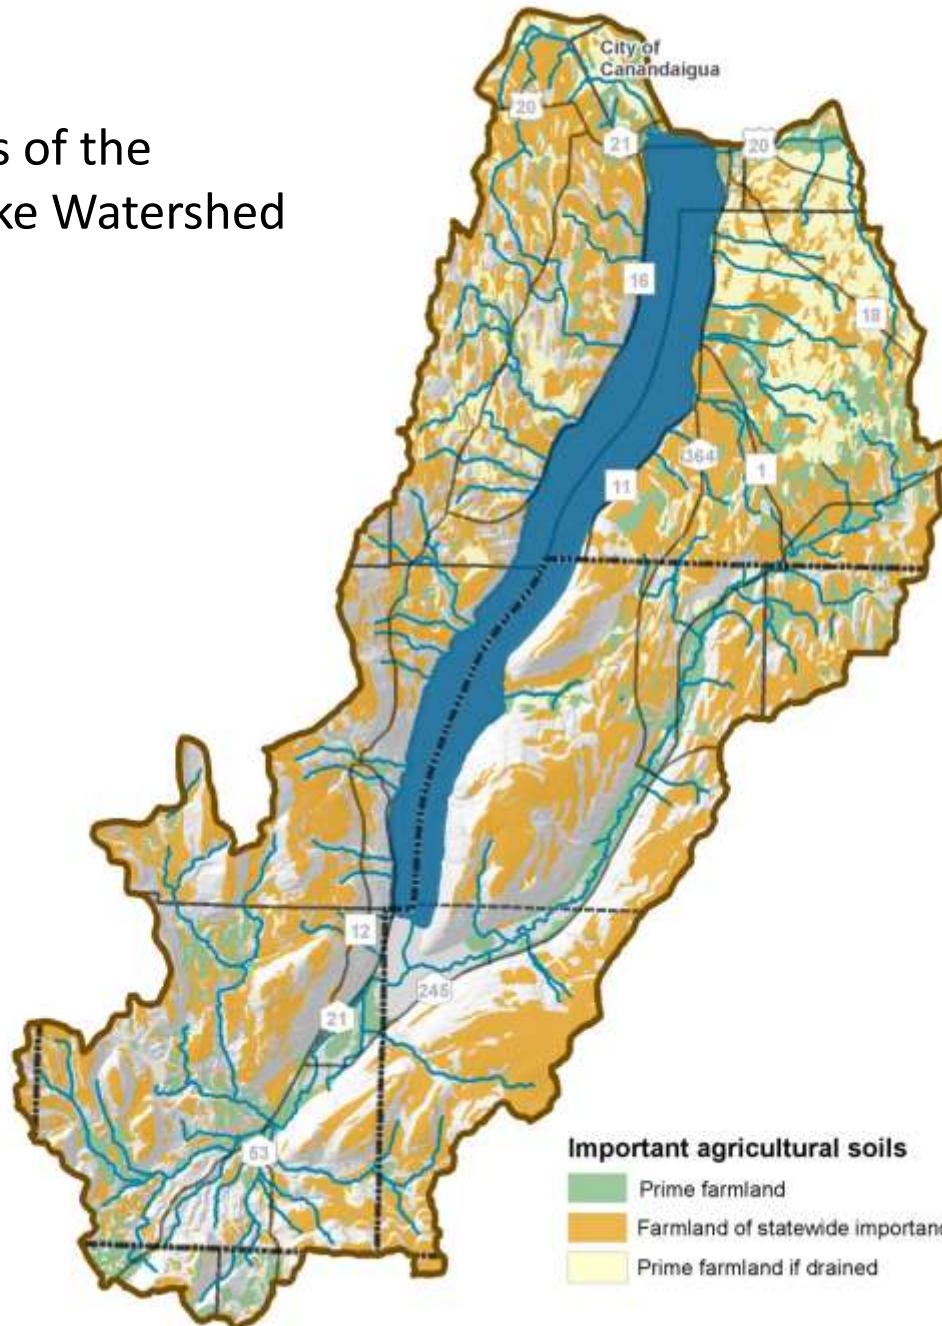 s of the
ke Watershed
City of
Canandaigua
20
21
20
16
18
364
1
11
12
245
21
53
Important agricultural soils
Prime farmland
Farmland of statewide importanc
Prime farmland if drained